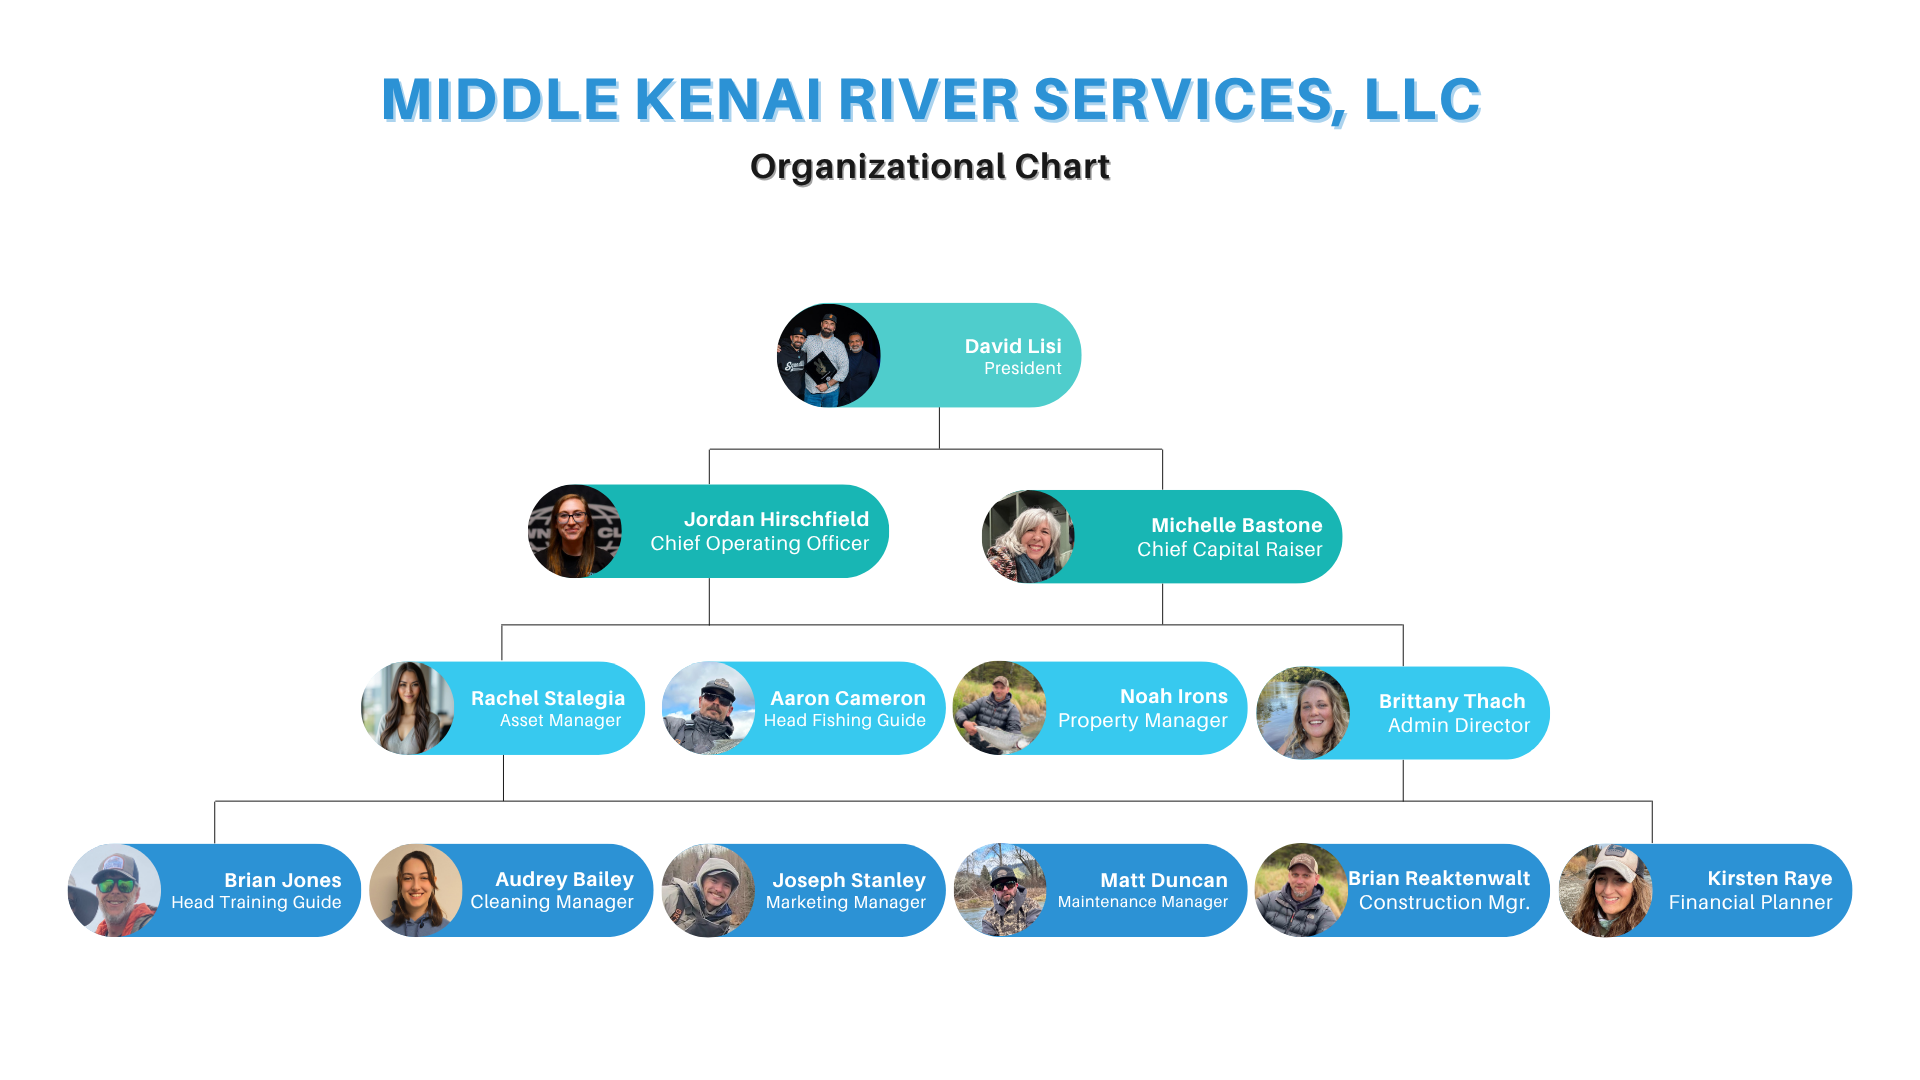 MIDDLE KENAI RIVER SERVICES, LLC
Organizational Chart
David Lisi
President
Jordan Hirschfield
Chief Operating Officer
Michelle Bastone
Chief Capital Raiser
Rachel Stalegia
Asset Manager
Aaron Cameron
Head Fishing Guide
Noah Irons
Property Manager
Brittany Thach
Admin Director
Brian Jones
Head Training Guide
Audrey Bailey
Cleaning Manager
Joseph Stanley
Marketing Manager
Matt Duncan
Maintenance Manager
Brian Reaktenwalt
Construction Mgr.
Kirsten Raye
Financial Planner